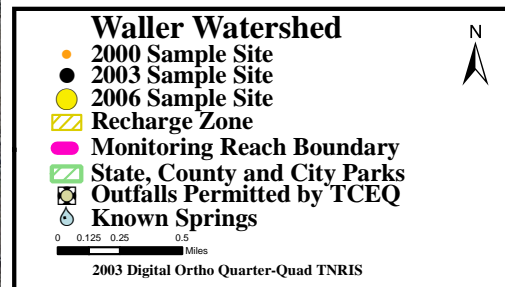 Waller Watershed
N
2000 Sample Site
2003 Sample Site
2006 Sample Site
Recharge Zone
Monitoring Reach Boundary
State, County and City Parks
Outfalls Permitted by TCEQ
Known Springs
0 0.125 0.25 0.5
Miles
2003 Digital Ortho Quarter-Quad TNRIS